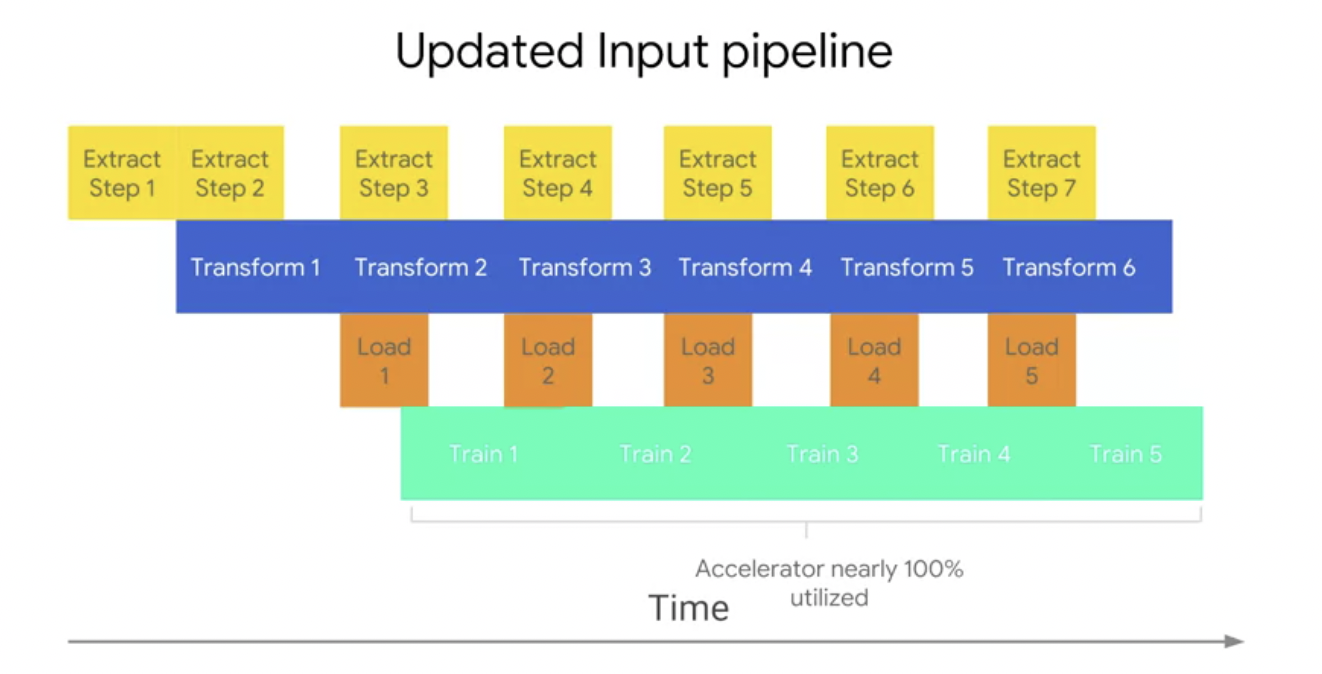 Updated Input pipeline
Extract
Step 1
Extract
Step 2
Extract
Step 3
Extract
Step 4
Extract
Step 5
Extract
Step 6
Extract
Step 7
Transform 1
Transform 2
Transform 3
Transform 4
Transform 5
Transform 6
Load
1
Load
2
Load
3
Load
4
Load
5
Train 1
Train 2
Train 3
Train 4
Train 5
Accelerator nearly 100%
utilized
Time